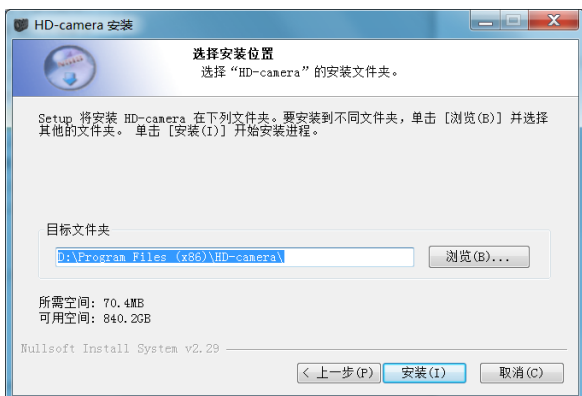 HD-camera 安装
选择安装位置
选择“HD-camera”的安装文件夹。
Setup 将安装 HD-camera 在下列文件夹。要安装到不同文件夹，单击 [浏览(B)] 并选择
其他的文件夹。 单击 [安装(I)] 开始安装进程。
目标文件夹
D:\Program Files (x86)\HD-camera\
浏览(B)...
所需空间: 70.4MB
可用空间: 840.2GB
Nullsoft Install System v2.29
< 上一步(P)
安装(I)
取消(C)